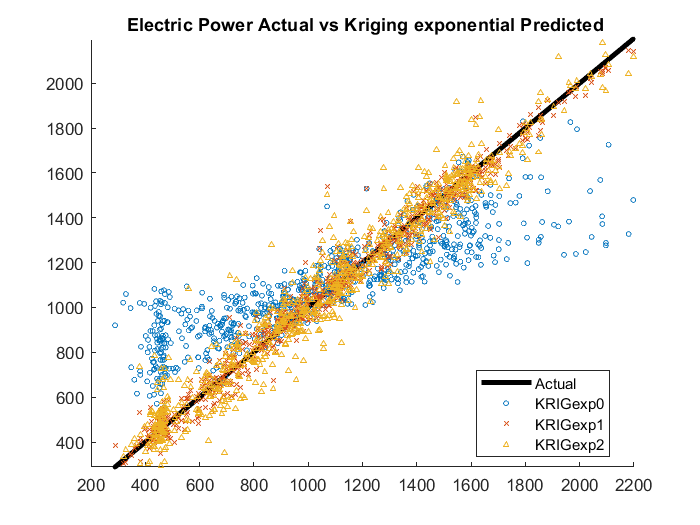 Electric Power Actual vs Kriging exponential Predicted
2000
1800
1600
1400
1200
1000
800
600
400
Actual
KRIGexp0
KRIGexp1
KRIGexp2
200 400 600 800 1000 1200 1400 1600 1800 2000 2200